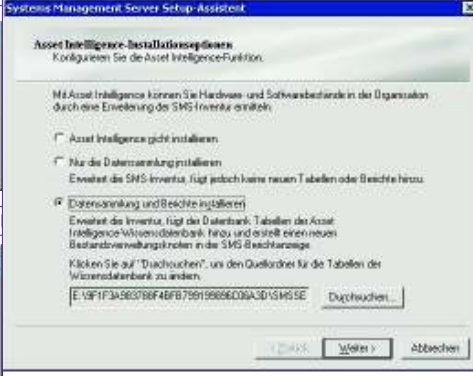 Systems Management Server Setup-Assistent
Asset Intelligence-Installationsoptionen
Konfigurieren Sie die Asset Intelligence-Funktion.
Mit Asset Intelligence können Sie Hardware- und Softwarebestände in der Organisation
durch eine Erweiterung der SMS-Inventur ermitteln.
Asset Intelligence nicht installieren
Nur die Datensammlung installieren
Erweitert die SMS-Inventur, fügt jedoch keine neuen Tabellen oder Berichte hinzu.
Datensammlung und Berichte installieren
Erweitert die Inventur, fügt der Datenbank Tabellen der Asset
Intelligence-Wissensdatenbank hinzu und erstellt einen neuen
Bestandsverwaltungsknoten in der SMS-Berichtanzeige.
Klicken Sie auf "Durchsuchen", um den Quellordner für die Tabellen der
Wissensdatenbank zu ändern.
Durchsuchen...
< Zurück
Weiter >
Abbrechen